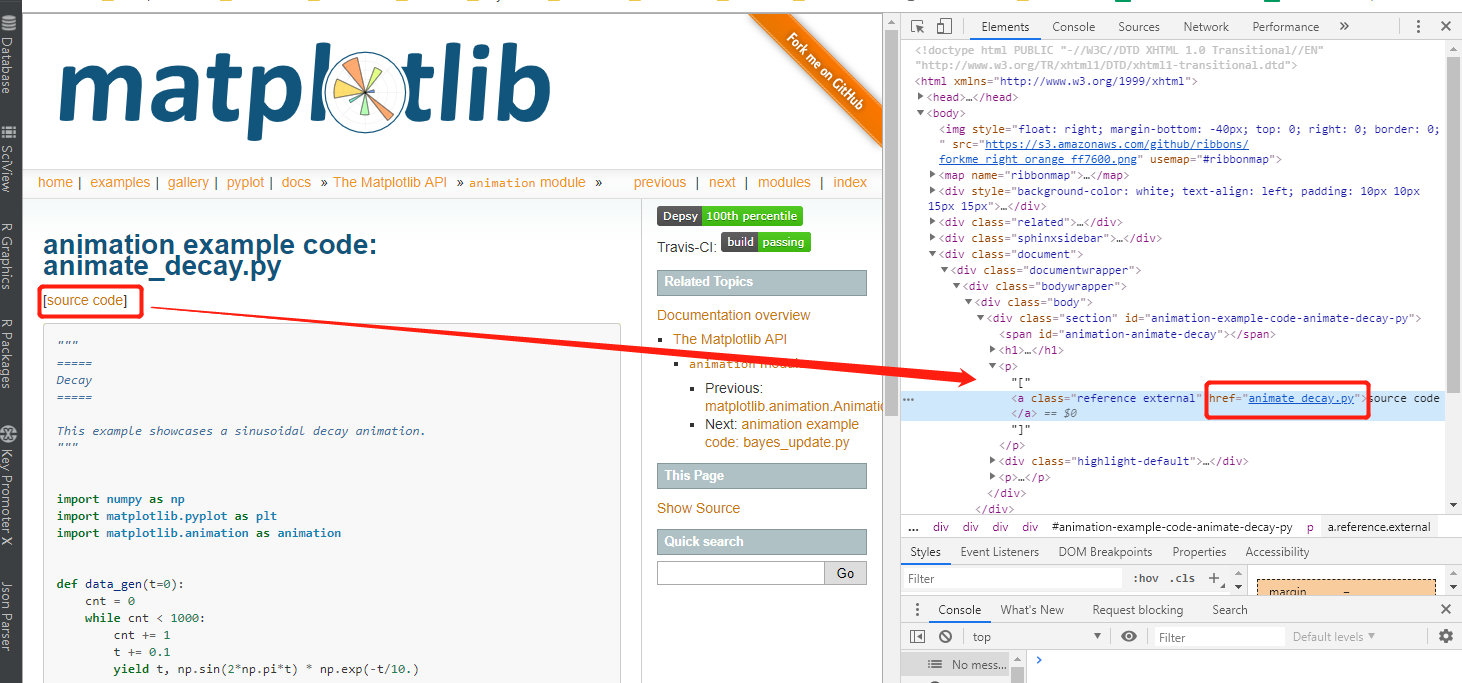 Database
SciView
R Graphics
R Packages
Key Promoter X
Json Parser
matplotlib
Fork me on GitHub
home | examples | gallery | pyplot | docs » The Matplotlib API » animation module »
previous | next | modules | index
animation example code:
animate_decay.py
[source code]
"""
=====
Decay
=====
This example showcases a sinusoidal decay animation.
"""
import numpy as np
import matplotlib.pyplot as plt
import matplotlib.animation as animation
def data_gen(t=0):
cnt = 0
while cnt < 1000:
cnt += 1
t += 0.1
yield t, np.sin(2*np.pi*t) * np.exp(-t/10.)
Depsy 100th percentile
Travis-CI: build passing
Related Topics
Documentation overview
The Matplotlib API
animation
Previous:
matplotlib.animation.Animatio
Next: animation example
code: bayes_update.py
This Page
Show Source
Quick search
Go
Elements Console Sources Network Performance »
<!doctype html PUBLIC "-//W3C//DTD XHTML 1.0 Transitional//EN"
"http://www.w3.org/TR/xhtml1/DTD/xhtml1-transitional.dtd">
<html xmlns="http://www.w3.org/1999/xhtml">
<head>…</head>
<body>
<img style="float: right; margin-bottom: -40px; top: 0; right: 0; border: 0;
" src="https://s3.amazonaws.com/github/ribbons/
forkme_right_orange_ff7600.png" usemap="#ribbonmap">
<map name="ribbonmap">…</map>
<div style="background-color: white; text-align: left; padding: 10px 10px
15px 15px">…</div>
<div class="related">…</div>
<div class="sphinxsidebar">…</div>
<div class="document">
<div class="documentwrapper">
<div class="bodywrapper">
<div class="body">
<div class="section" id="animation-example-code-animate-decay-py">
<span id="animation-animate-decay"></span>
<h1>…</h1>
<p>
"["
<a class="reference external" href="animate_decay.py">source code
</a> == $0
"]"
</p>
<div class="highlight-default">…</div>
<p>…</p>
</div>
</div>
... div div div div #animation-example-code-animate-decay-py p a.reference.external
Styles Event Listeners DOM Breakpoints Properties Accessibility
Filter :hov .cls +
margin –
Console What's New Request blocking Search
top Filter Default levels
No mess...